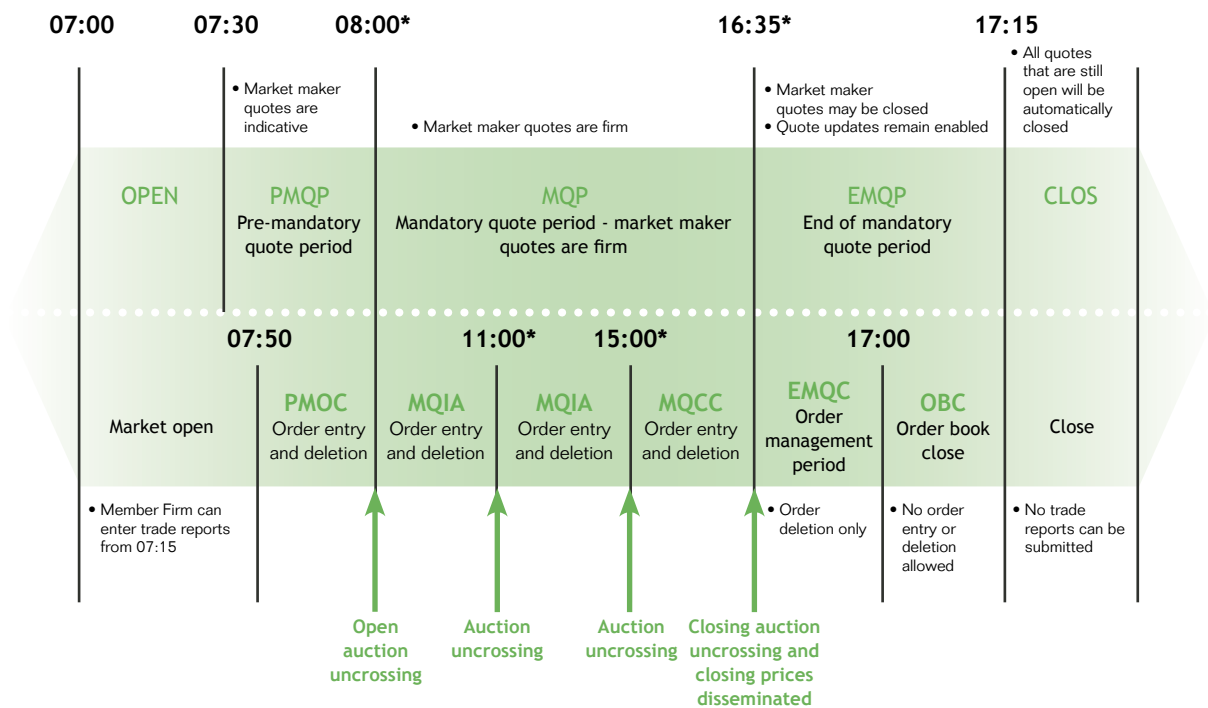 07:00
07:30
08:00*
16:35*
17:15
• Market maker
quotes are
indicative
• Market maker quotes are firm
• Market maker
quotes may be closed
• Quote updates remain enabled
• All quotes
that are still
open will be
automatically
closed
OPEN
PMQP
Pre-mandatory
quote period
MQP
Mandatory quote period - market maker
quotes are firm
EMQP
End of mandatory
quote period
CLOS
07:50
11:00*
15:00*
17:00
Market open
PMOC
Order entry
and deletion
MQIA
Order entry
and deletion
MQIA
Order entry
and deletion
MQCC
Order entry
and deletion
EMQC
Order
management
period
OBC
Order book
close
Close
• Member Firm can
enter trade reports
from 07:15
• Order
deletion only
• No order
entry or
deletion
allowed
• No trade
reports can be
submitted
Open
auction
uncrossing
Auction
uncrossing
Auction
uncrossing
Closing auction
uncrossing and
closing prices
disseminated